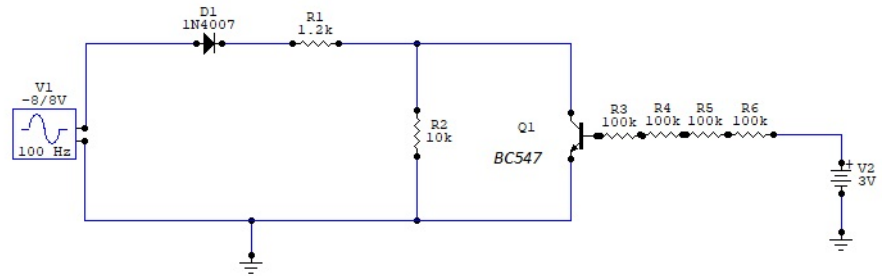 D1
1N4007
R1
1.2k
V1
-8/8V
100 Hz
R2
10k
Q1
BC547
R3
100k
R4
100k
R5
100k
R6
100k
+
V2
3V